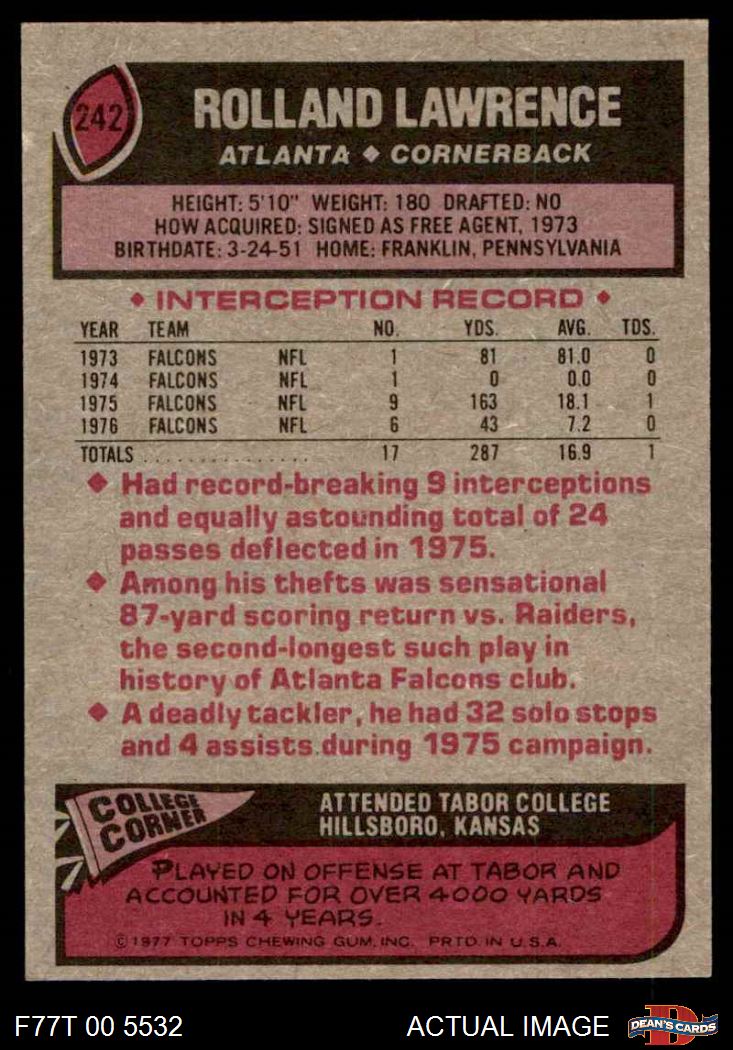 242
ROLLAND LAWRENCE
ATLANTA ◆ CORNERBACK
HEIGHT: 5'10" WEIGHT: 180 DRAFTED: NO
HOW ACQUIRED: SIGNED AS FREE AGENT, 1973
BIRTHDATE: 3-24-51 HOME: FRANKLIN, PENNSYLVANIA
◆ INTERCEPTION RECORD ◆
YEAR TEAM NO. YDS. AVG. TDS.
1973 FALCONS NFL 1 81 81.0 0
1974 FALCONS NFL 1 0 0.0 0
1975 FALCONS NFL 9 163 18.1 1
1976 FALCONS NFL 6 43 7.2 0
TOTALS ............... 17 287 16.9 1
◆ Had record-breaking 9 interceptions
and equally astounding total of 24
passes deflected in 1975.
◆ Among his thefts was sensational
87-yard scoring return vs. Raiders,
the second-longest such play in
history of Atlanta Falcons club.
◆ A deadly tackler, he had 32 solo stops
and 4 assists during 1975 campaign.
COLLEGE
CORNER
ATTENDED TABOR COLLEGE
HILLSBORO, KANSAS
PLAYED ON OFFENSE AT TABOR AND
ACCOUNTED FOR OVER 4000 YARDS
IN 4 YEARS.
©1977 TOPPS CHEWING GUM, INC. PRTD. IN U.S.A.
F77T 00 5532 ACTUAL IMAGE
D
DEAN'S CARDS